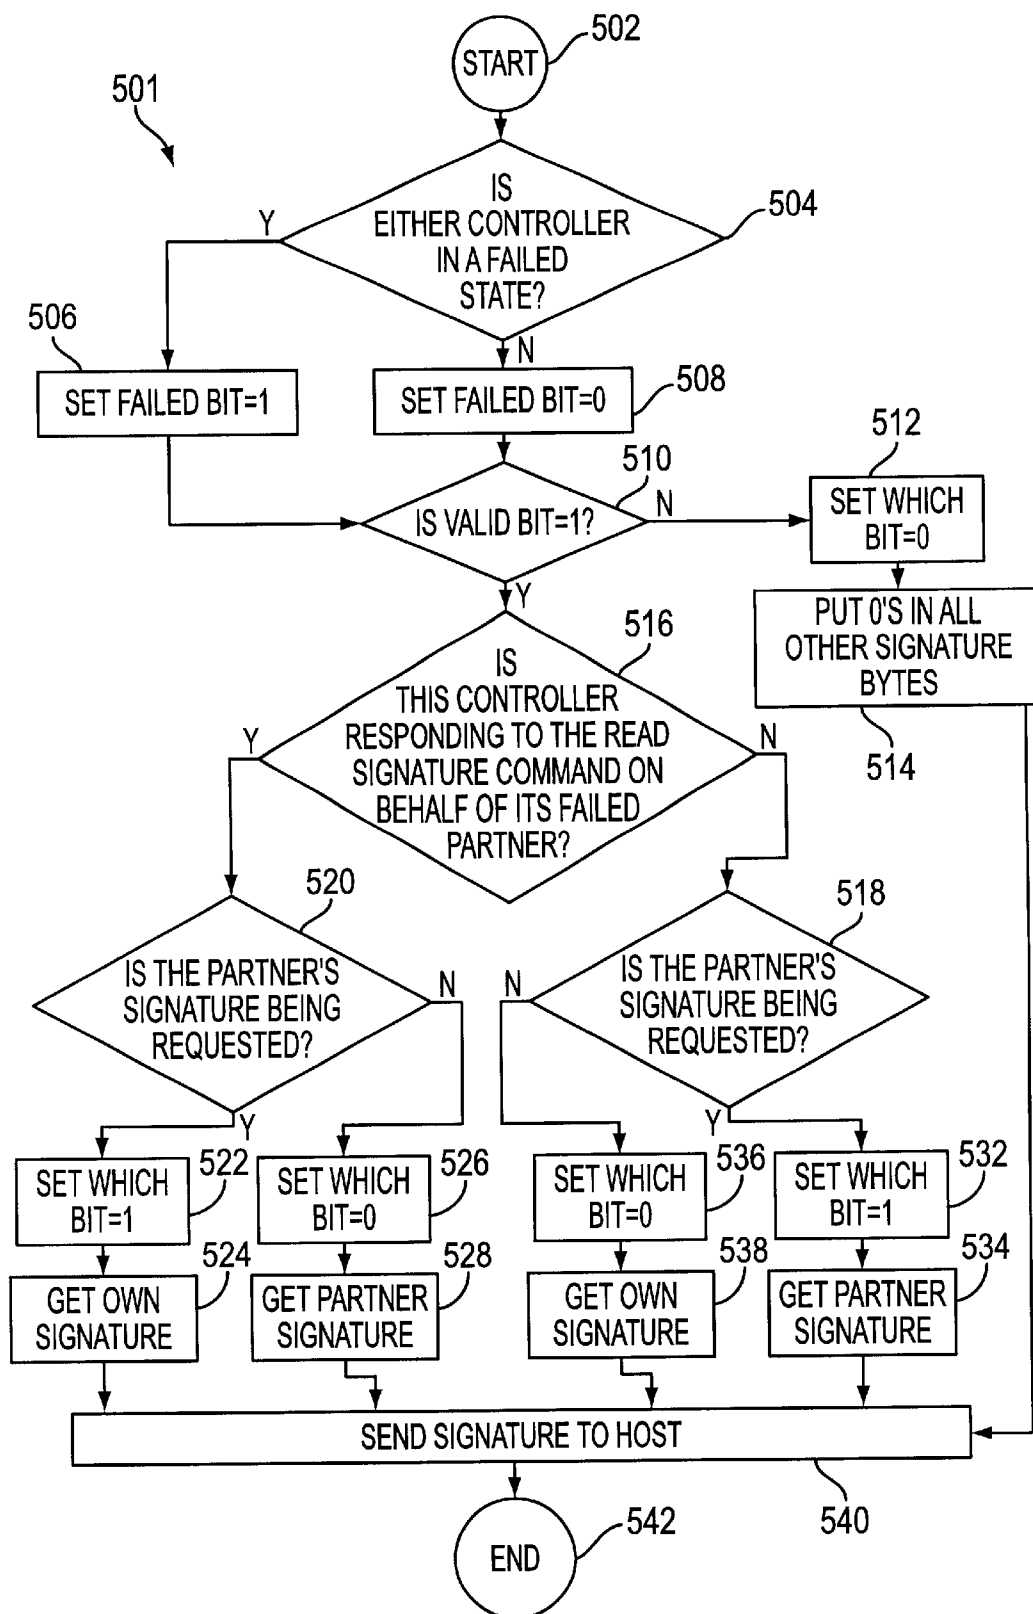 502
START
501
IS
EITHER CONTROLLER
IN A FAILED
STATE?
504
Y
N
506
SET FAILED BIT=1
SET FAILED BIT=0
508
510
IS VALID BIT=1?
N
Y
512
SET WHICH
BIT=0
PUT 0'S IN ALL
OTHER SIGNATURE
BYTES
514
516
IS
THIS CONTROLLER
RESPONDING TO THE READ
SIGNATURE COMMAND ON
BEHALF OF ITS FAILED
PARTNER?
Y
N
520
IS THE PARTNER'S
SIGNATURE BEING
REQUESTED?
N
Y
518
IS THE PARTNER'S
SIGNATURE BEING
REQUESTED?
N
Y
SET WHICH
BIT=1
522
SET WHICH
BIT=0
526
SET WHICH
BIT=0
536
SET WHICH
BIT=1
532
GET OWN
SIGNATURE
524
GET PARTNER
SIGNATURE
528
GET OWN
SIGNATURE
538
GET PARTNER
SIGNATURE
534
SEND SIGNATURE TO HOST
540
END
542